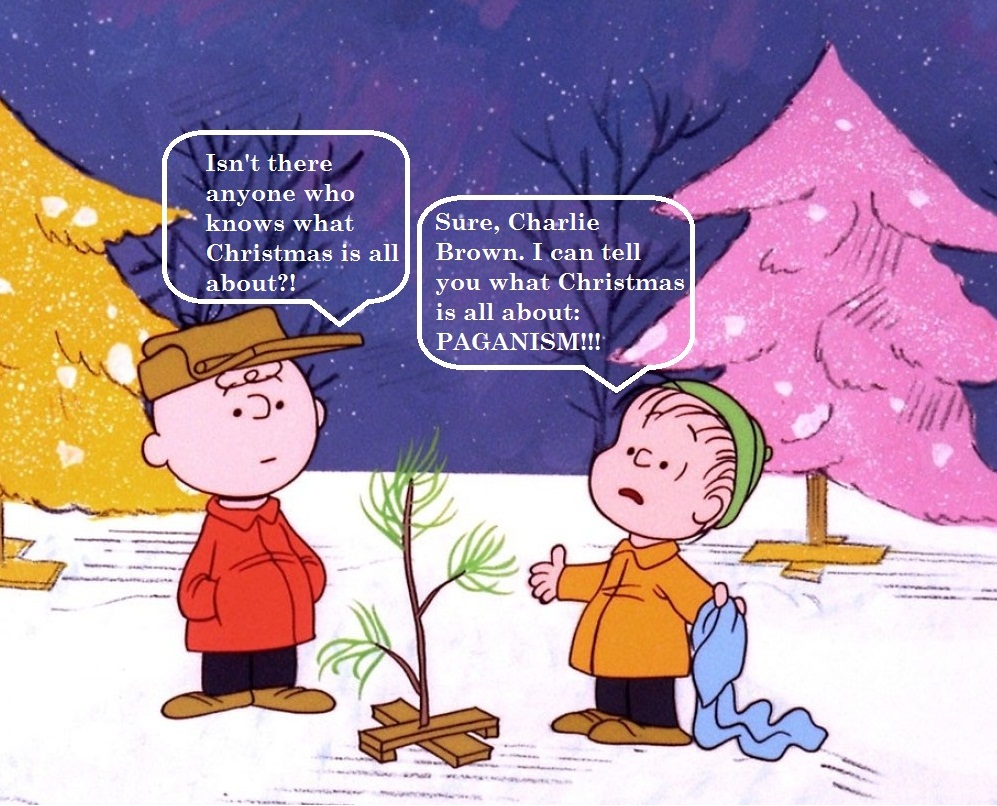 Isn't there
anyone who
knows what
Christmas is all
about?!
Sure, Charlie
Brown. I can tell
you what Christmas
is all about:
PAGANISM!!!